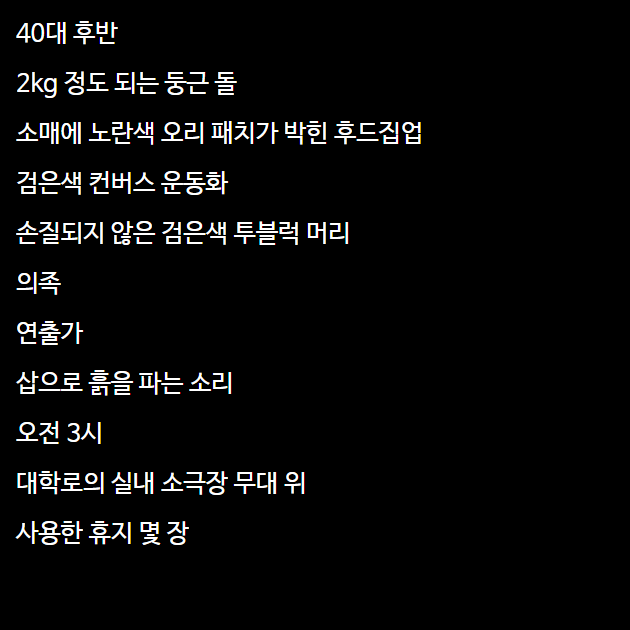 40대 후반
2kg 정도 되는 둥근 돌
소매에 노란색 오리 패치가 박힌 후드집업
검은색 컨버스 운동화
손질되지 않은 검은색 투블럭 머리
의족
연출가
삽으로 흙을 파는 소리
오전 3시
대학로의 실내 소극장 무대 위
사용한 휴지 몇 장